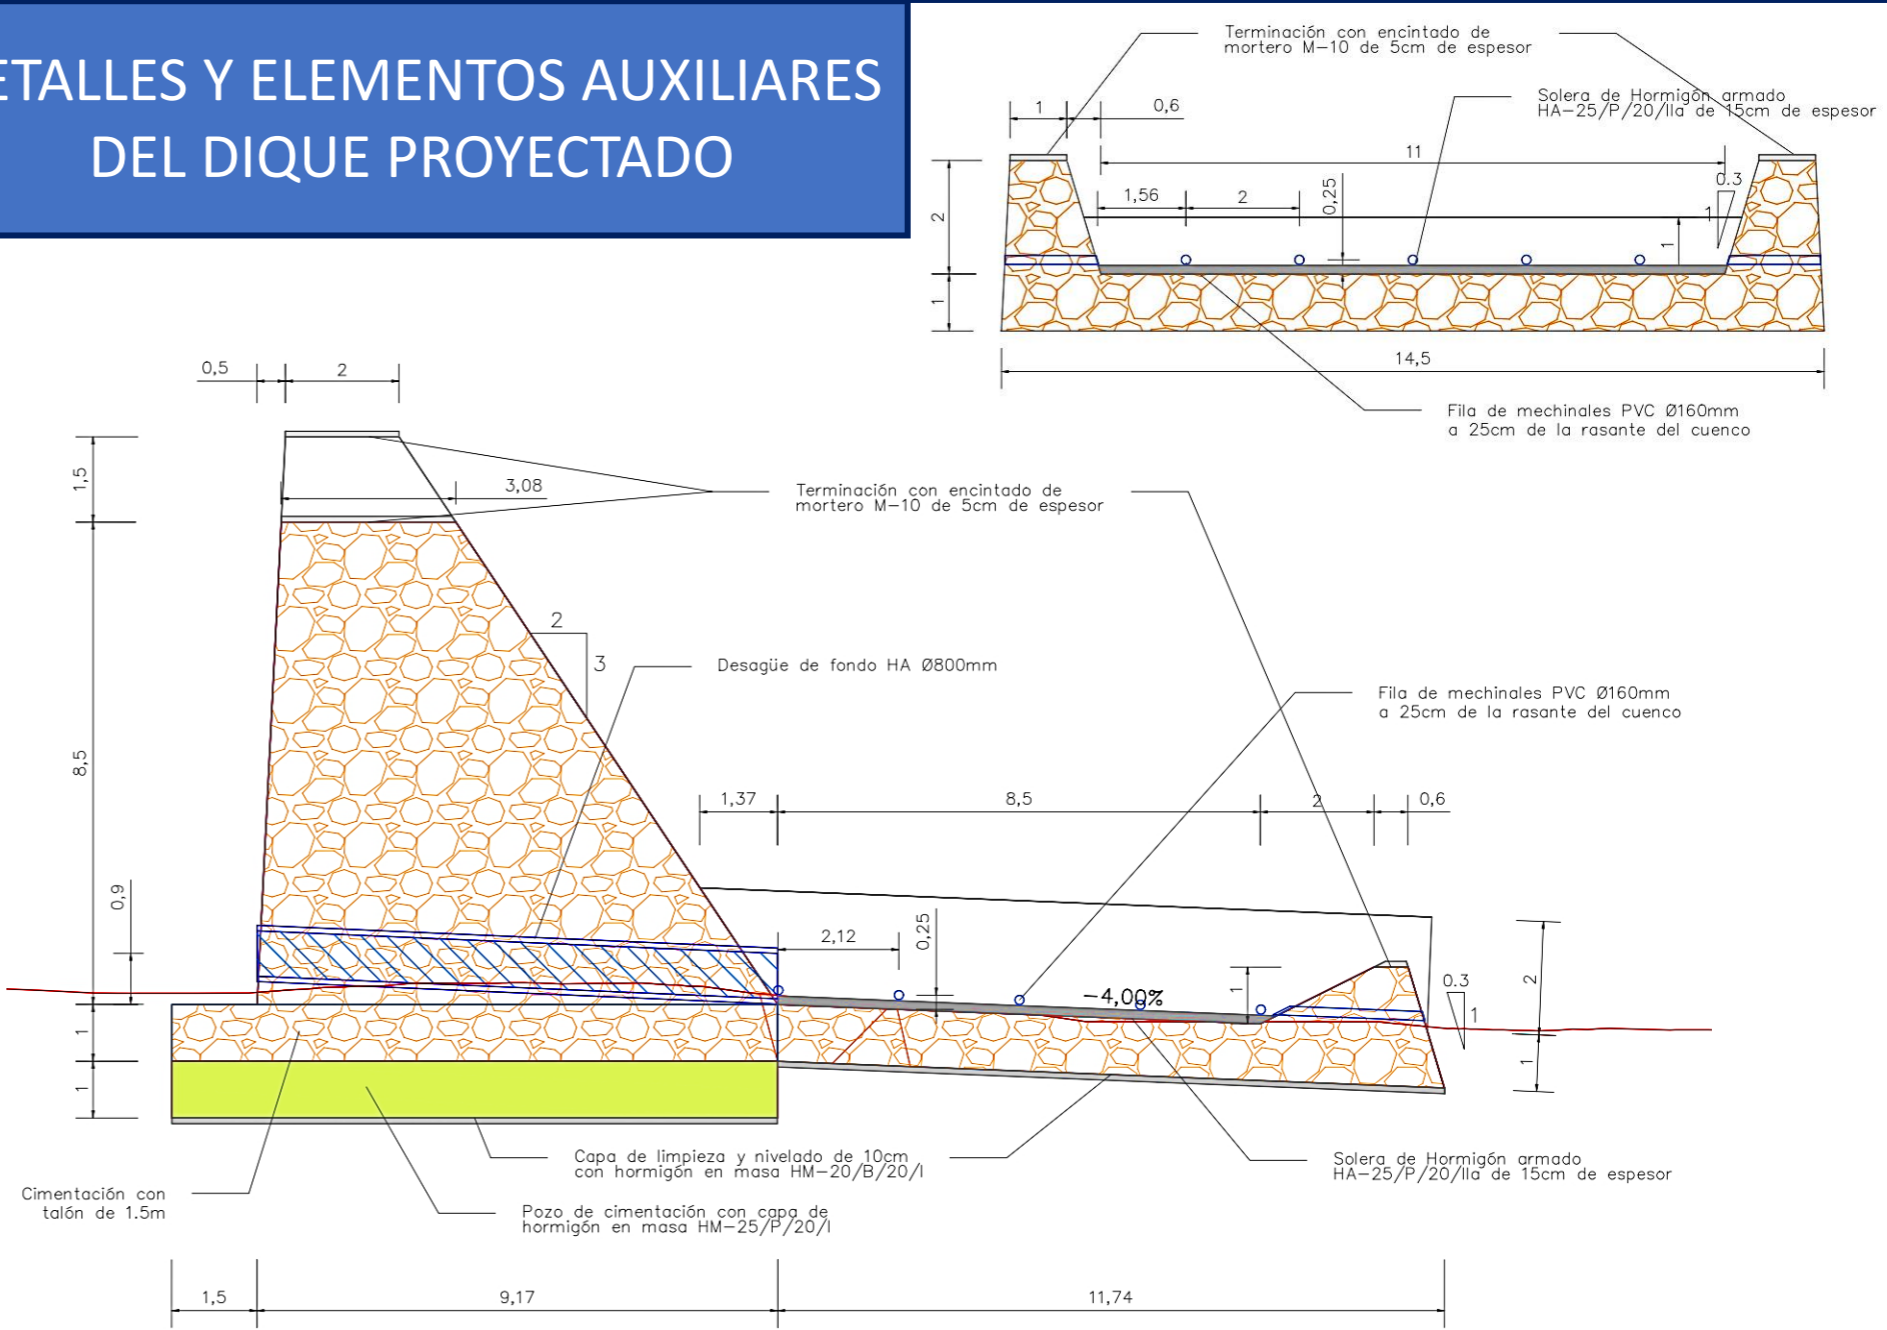 ETALLES Y ELEMENTOS AUXILIARES
DEL DIQUE PROYECTADO
Terminación con encintado de
mortero M-10 de 5cm de espesor
Solera de Hormigón armado
HA-25/P/20/IIa de 15cm de espesor
1
0,6
11
1,56
2
0,25
0.3
1
1
2
1
14,5
Fila de mechinales PVC Ø160mm
a 25cm de la rasante del cuenco
0,5
2
1,5
3,08
Terminación con encintado de
mortero M-10 de 5cm de espesor
2
3
Desagüe de fondo HA Ø800mm
Fila de mechinales PVC Ø160mm
a 25cm de la rasante del cuenco
8,5
1,37
8,5
2
0,6
0,9
2,12
0,25
-4,00%
1
0.3
1
2
1
1
1
Capa de limpieza y nivelado de 10cm
con hormigón en masa HM-20/B/20/I
Solera de Hormigón armado
HA-25/P/20/IIa de 15cm de espesor
Cimentación con
talón de 1.5m
Pozo de cimentación con capa de
hormigón en masa HM-25/P/20/I
1,5
9,17
11,74